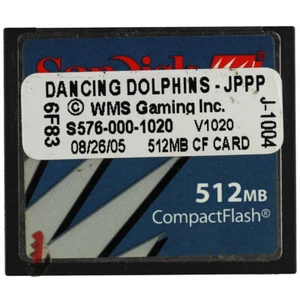 SanDisk
DANCING DOLPHINS - JPPP
© WMS Gaming Inc.
S576-000-1020 V1020
08/26/05 512MB CF CARD
6F83
J-1004
512MB
CompactFlash®